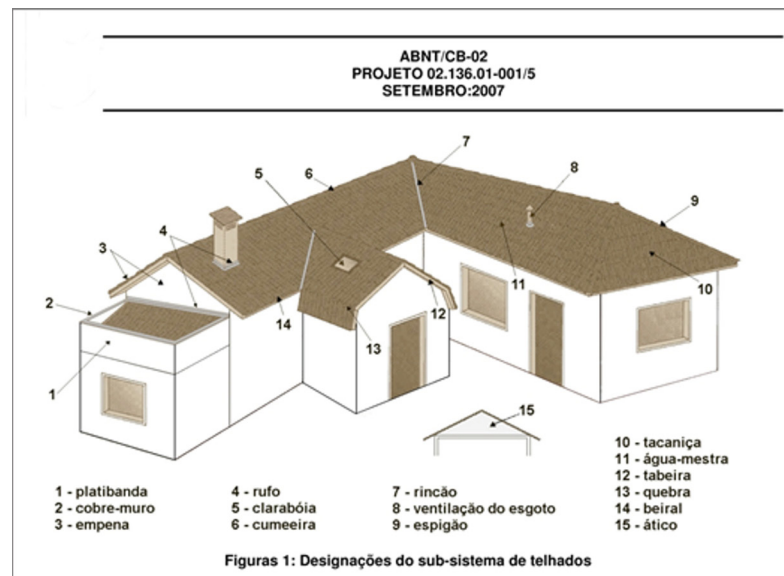 ABNT/CB-02
PROJETO 02.136.01-001/5
SETEMBRO:2007
7
6
5
8
4
9
3
11
10
2
12
14
13
1
15
1 - platibanda
2 - cobre-muro
3 - empena
4 - rufo
5 - clarabóia
6 - cumeeira
7 - rincão
8 - ventilação do esgoto
9 - espigão
10 - tacaniça
11 - água-mestra
12 - tabeira
13 - quebra
14 - beiral
15 - ático
Figuras 1: Designações do sub-sistema de telhados